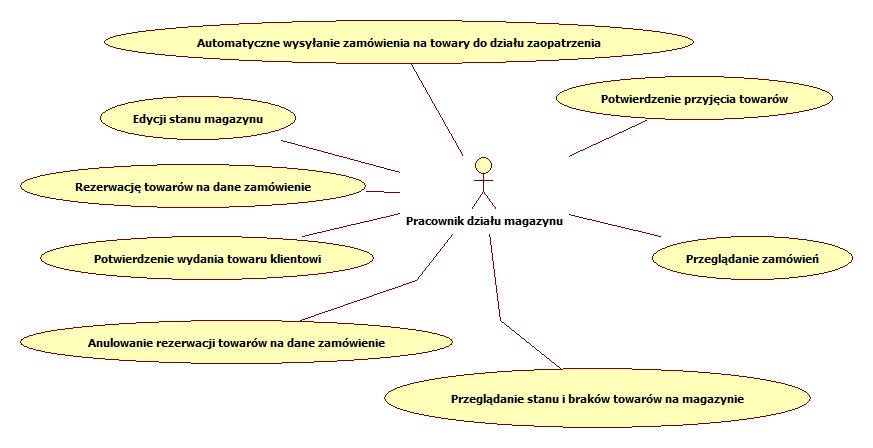 Automatyczne wysyłanie zamówienia na towary do działu zaopatrzenia
Potwierdzenie przyjęcia towarów
Edycji stanu magazynu
Rezerwację towarów na dane zamówienie
Pracownik działu magazynu
Potwierdzenie wydania towaru klientowi
Przeglądanie zamówień
Anulowanie rezerwacji towarów na dane zamówienie
Przeglądanie stanu i braków towarów na magazynie